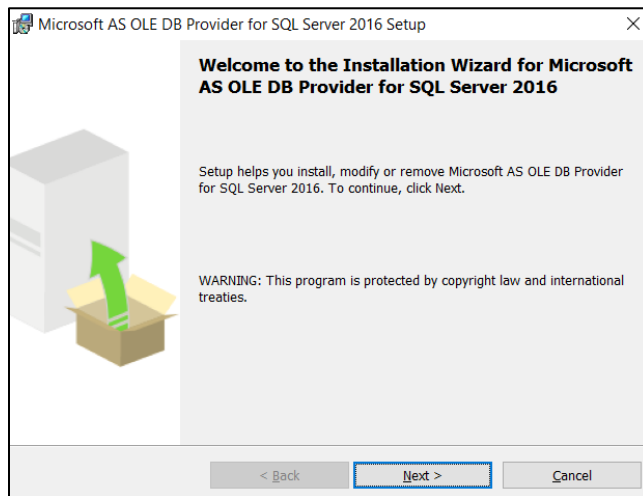 Microsoft AS OLE DB Provider for SQL Server 2016 Setup
Welcome to the Installation Wizard for Microsoft
AS OLE DB Provider for SQL Server 2016
Setup helps you install, modify or remove Microsoft AS OLE DB Provider
for SQL Server 2016. To continue, click Next.
WARNING: This program is protected by copyright law and international
treaties.
< Back Next > Cancel